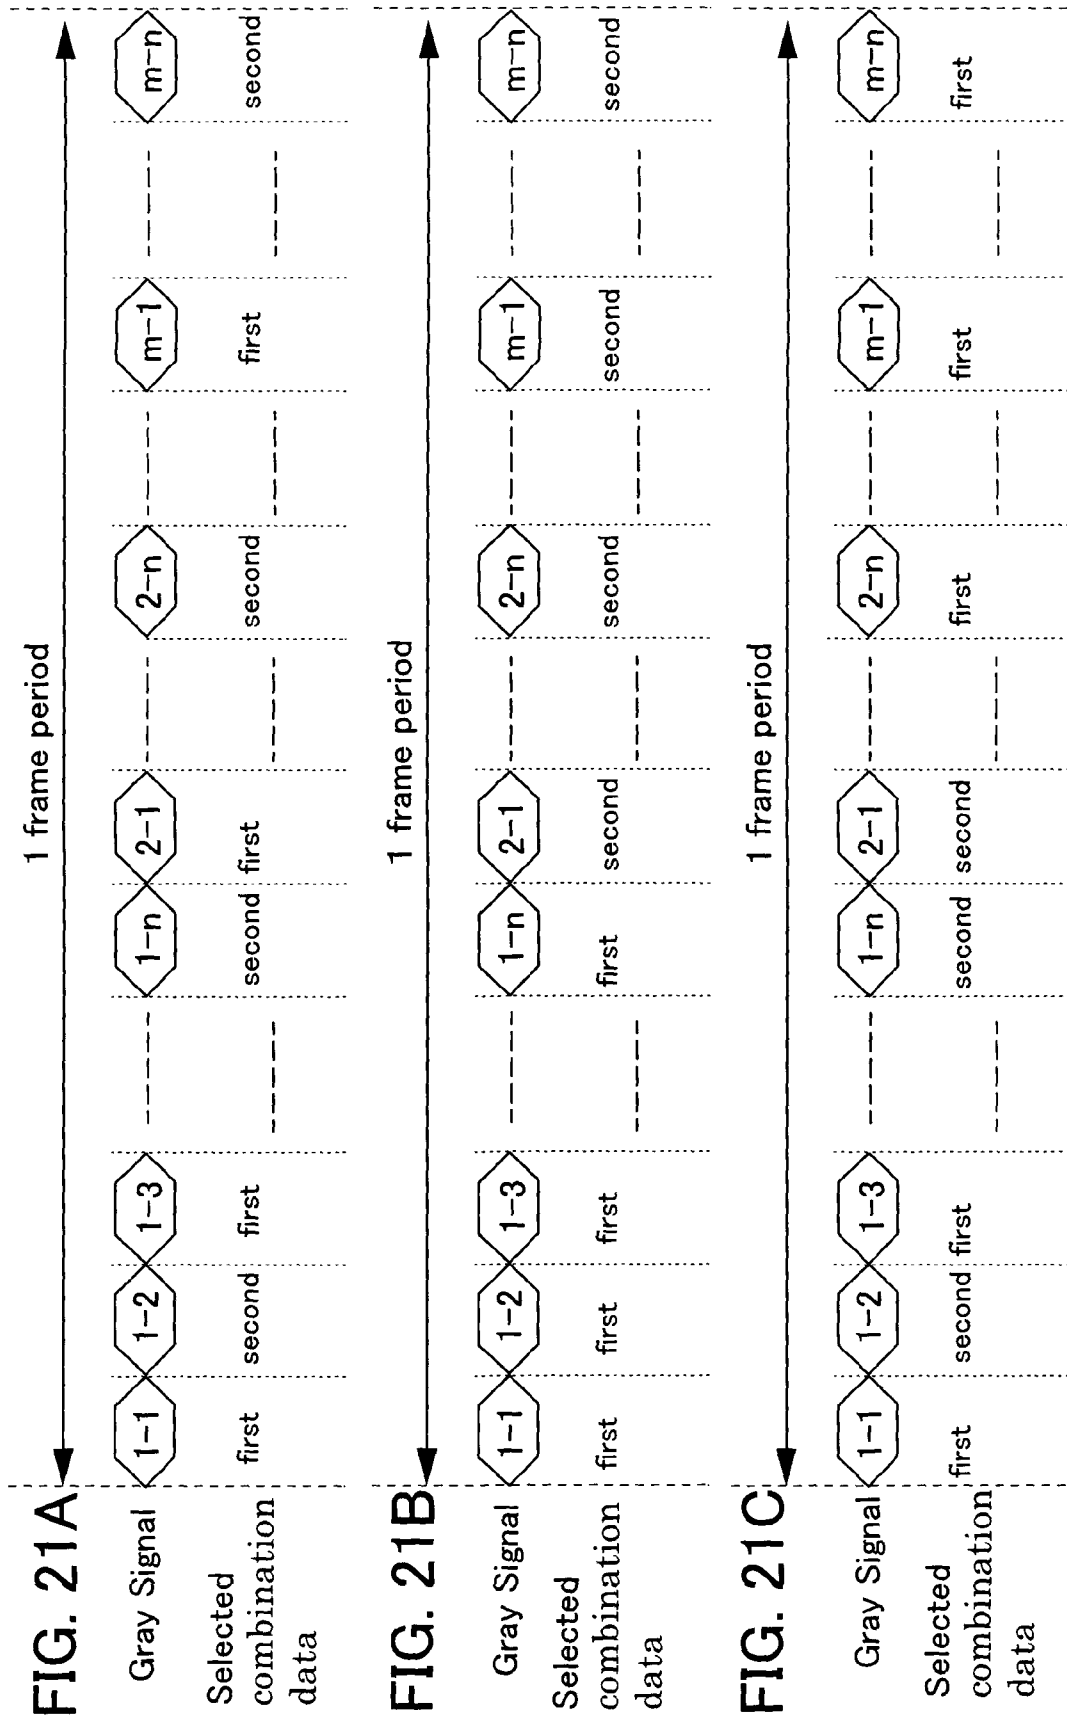 FIG. 21A
1 frame period
Gray Signal
1-1 1-2 1-3 1-n 2-1 2-n m-1 m-n
Selected
combination
data
first second first second first second first second
FIG. 21B
1 frame period
Gray Signal
1-1 1-2 1-3 1-n 2-1 2-n m-1 m-n
Selected
combination
data
first first first first second second second second
FIG. 21C
1 frame period
Gray Signal
1-1 1-2 1-3 1-n 2-1 2-n m-1 m-n
Selected
combination
data
first second first second second first first first